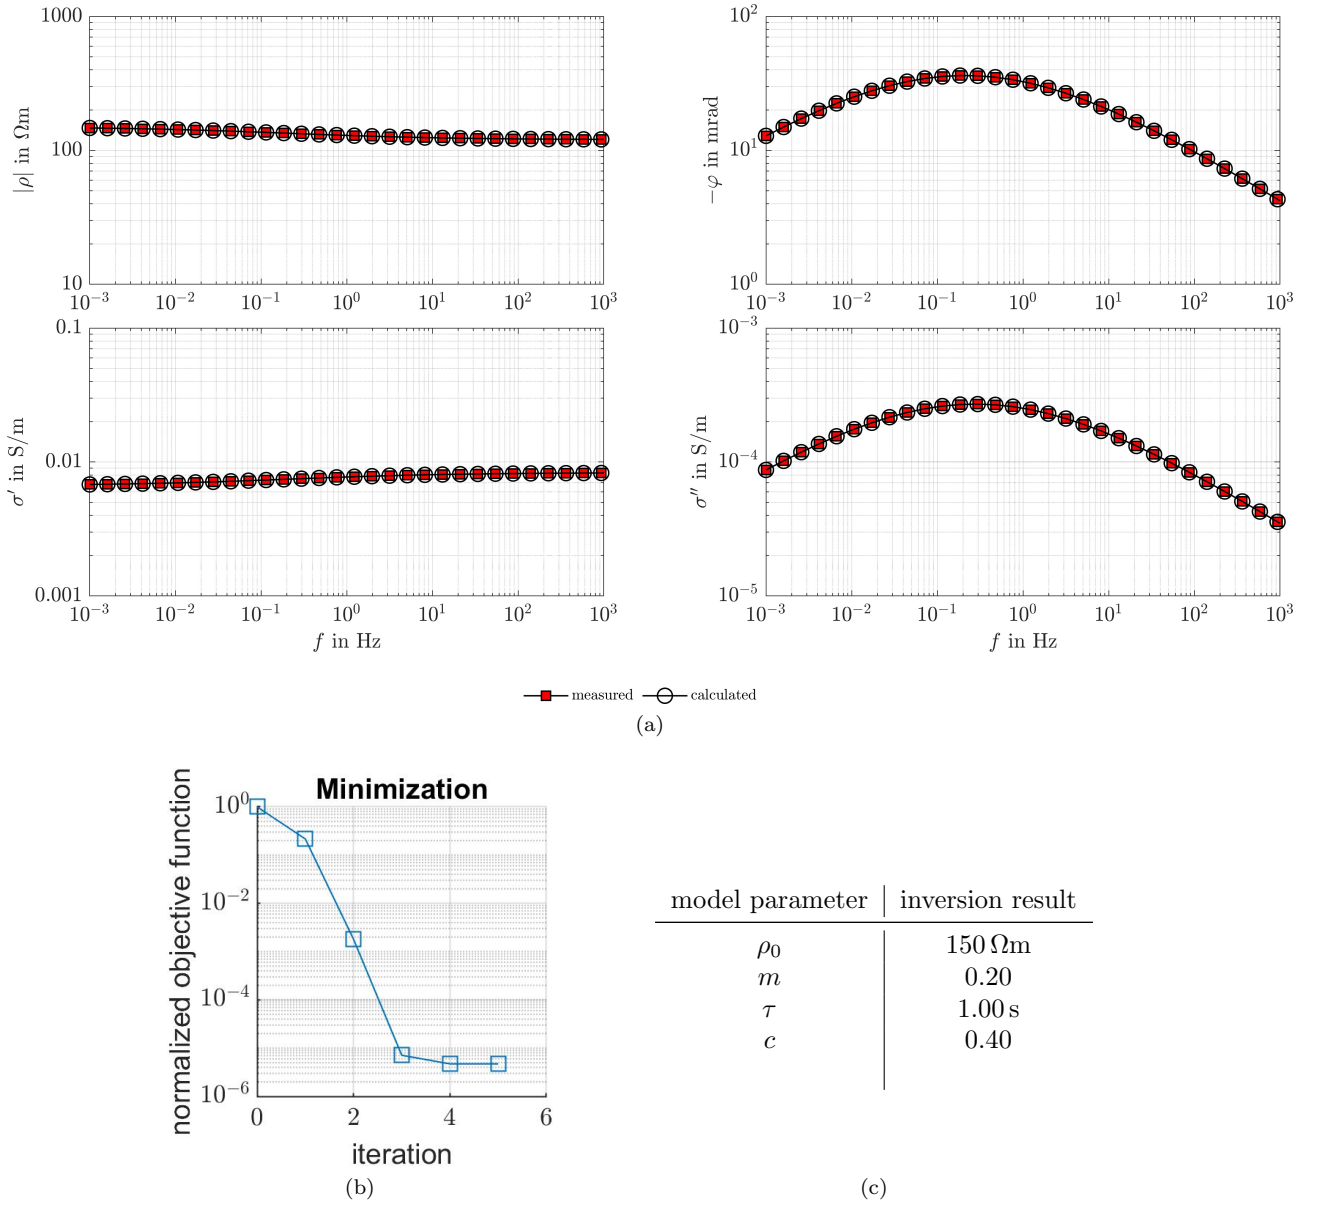 1000
100
10
|ρ| in Ωm
10⁻³ 10⁻² 10⁻¹ 10⁰ 10¹ 10² 10³
10²
10¹
10⁰
−φ in mrad
10⁻³ 10⁻² 10⁻¹ 10⁰ 10¹ 10² 10³
0.1
0.01
0.001
σ′ in S/m
10⁻³ 10⁻² 10⁻¹ 10⁰ 10¹ 10² 10³
f in Hz
10⁻³
10⁻⁴
10⁻⁵
σ″ in S/m
10⁻³ 10⁻² 10⁻¹ 10⁰ 10¹ 10² 10³
f in Hz
measured calculated
(a)
Minimization
normalized objective function
10⁰
10⁻²
10⁻⁴
10⁻⁶
0 2 4 6
iteration
(b)
model parameter inversion result
ρ₀ 150 Ωm
m 0.20
τ 1.00 s
c 0.40
(c)